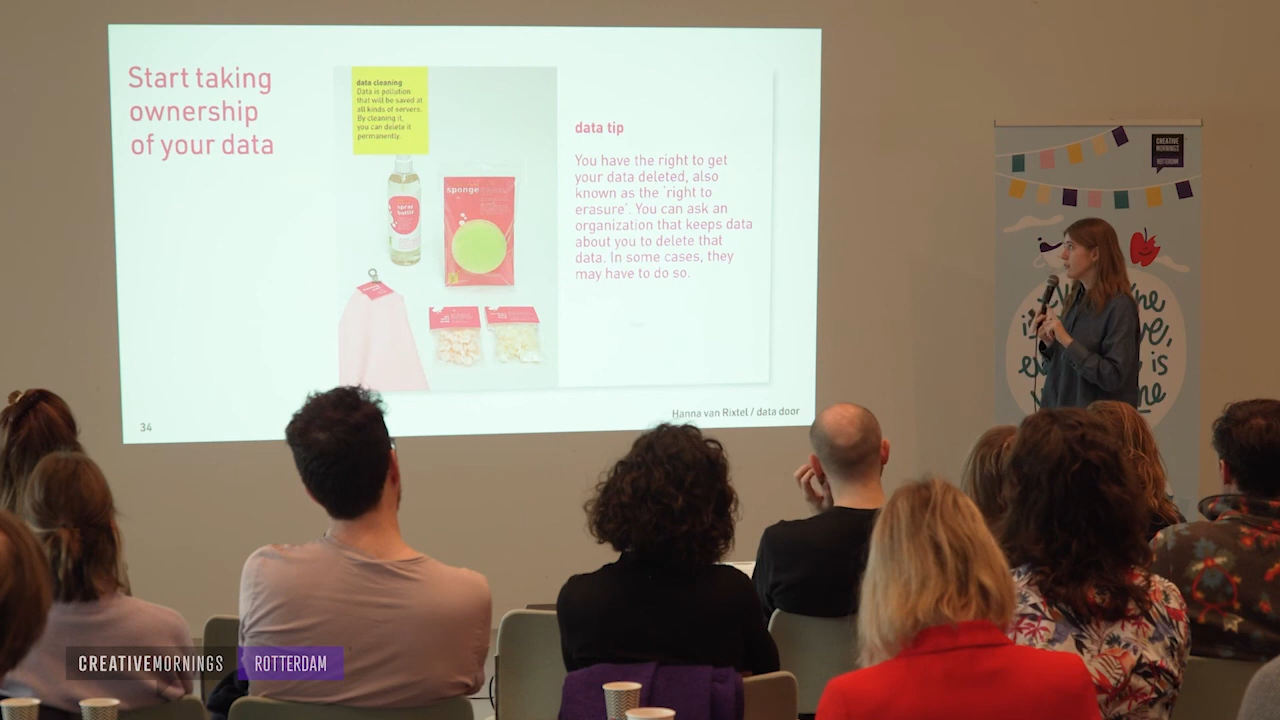 Start taking
ownership
of your data
data cleaning
Data is pollution
that will be saved at
all kinds of servers.
By cleaning it,
you can delete it
permanently.
sponge
spray
bottle
data tip
You have the right to get
your data deleted, also
known as the ‘right to
erasure’. You can ask an
organization that keeps data
about you to delete that
data. In some cases, they
may have to do so.
34
Hanna van Rixtel / data door
CREATIVE
MORNINGS
ROTTERDAM
is
is
CREATIVEMORNINGS ROTTERDAM